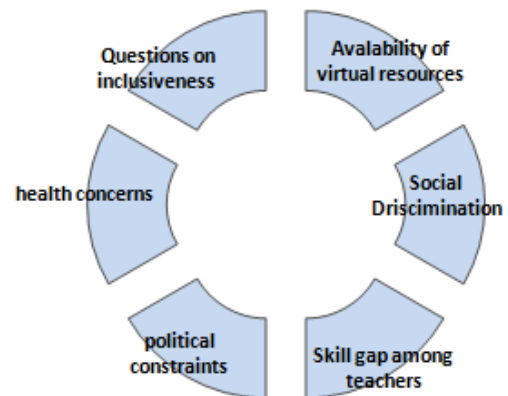 Questions on
inclusiveness
Avalability of
virtual resources
health concerns
Social
Driscimination
political
constraints
Skill gap among
teachers